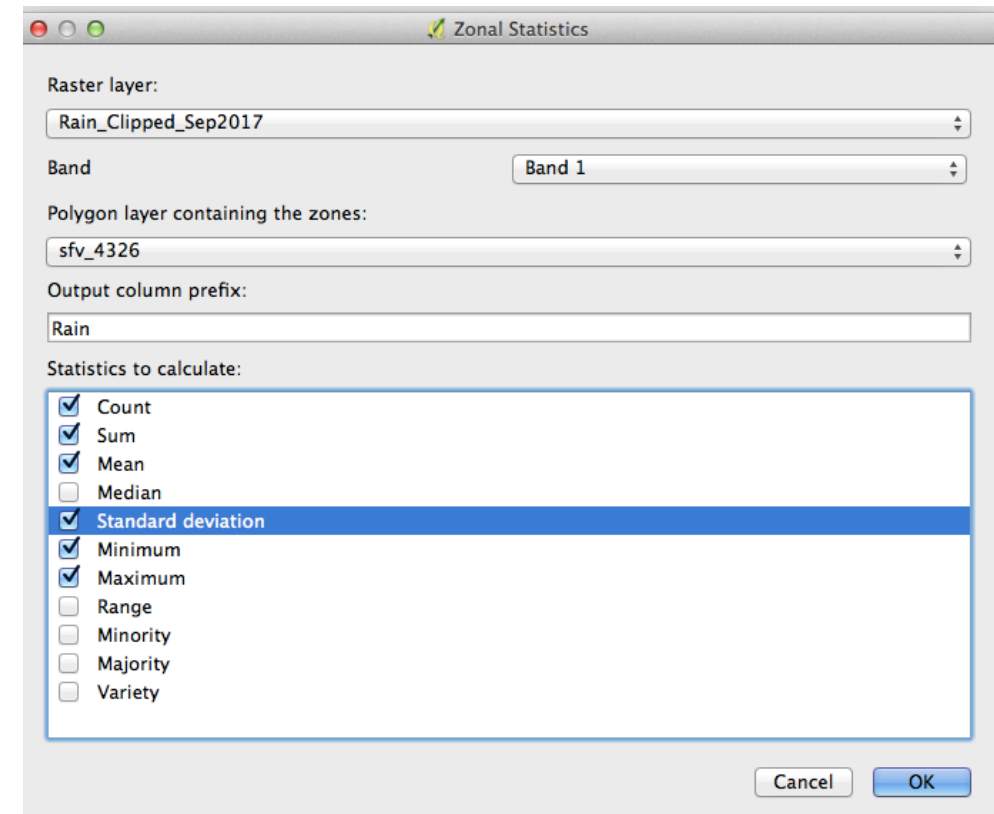 Zonal Statistics
Raster layer:
Rain_Clipped_Sep2017
Band Band 1
Polygon layer containing the zones:
sfv_4326
Output column prefix:
Rain
Statistics to calculate:
Count
Sum
Mean
Median
Standard deviation
Minimum
Maximum
Range
Minority
Majority
Variety
Cancel OK